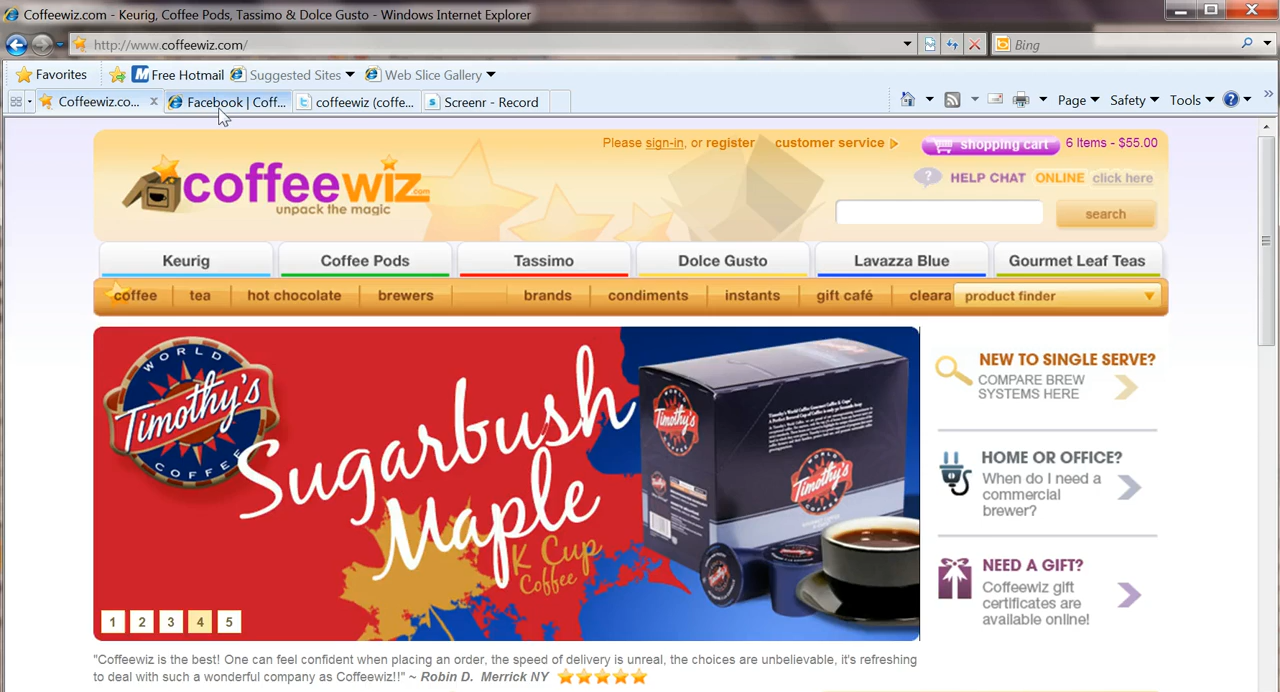 Coffeewiz.com - Keurig, Coffee Pods, Tassimo & Dolce Gusto - Windows Internet Explorer
http://www.coffeewiz.com/
Bing
Favorites
Free Hotmail
Suggested Sites
Web Slice Gallery
Coffeewiz.co...
x
Facebook | Coff...
coffeewiz (coffe...
Screenr - Record
Page
Safety
Tools
Please sign-in, or register
customer service
shopping cart
6 Items - $55.00
coffeewiz.com
unpack the magic
HELP CHAT ONLINE click here
search
Keurig
Coffee Pods
Tassimo
Dolce Gusto
Lavazza Blue
Gourmet Leaf Teas
coffee
tea
hot chocolate
brewers
brands
condiments
instants
gift café
cleara
product finder
WORLD
Timothy's
COFFEE
Sugarbush
Maple
K Cup
Coffee
Timothy's
Timothy's
1 2 3 4 5
NEW TO SINGLE SERVE?
COMPARE BREW
SYSTEMS HERE
HOME OR OFFICE?
When do I need a
commercial
brewer?
NEED A GIFT?
Coffeewiz gift
certificates are
available online!
"Coffeewiz is the best! One can feel confident when placing an order, the speed of delivery is unreal, the choices are unbelievable, it's refreshing
to deal with such a wonderful company as Coffeewiz!!" ~ Robin D. Merrick NY